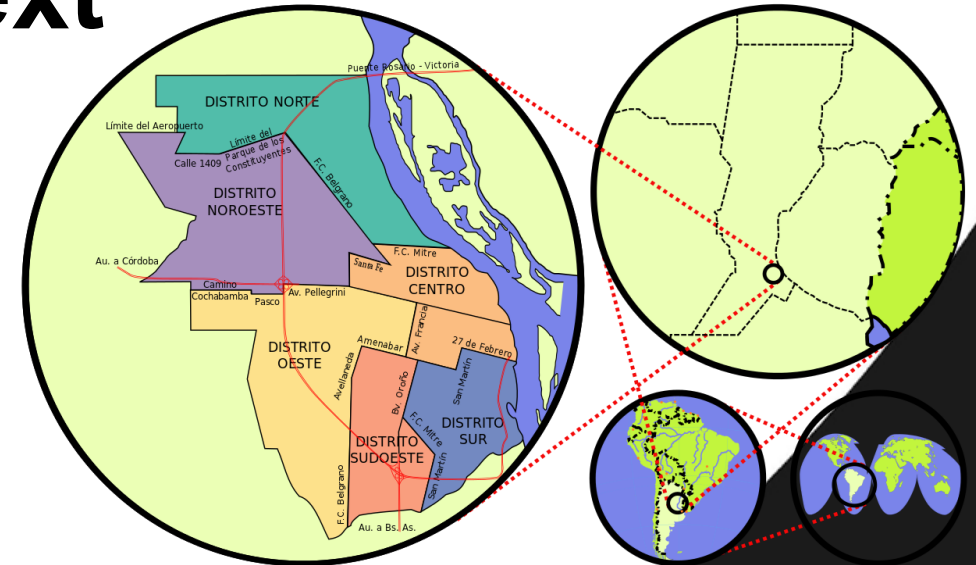 ext
Puente Rosario - Victoria
DISTRITO NORTE
Límite del Aeropuerto
Límite del
Parque de los
Constituyentes
Calle 1409
F.C. Belgrano
DISTRITO
NOROESTE
F.C. Mitre
Santa Fe
Au. a Córdoba
DISTRITO
CENTRO
Camino
Cochabamba
Pasco
Av. Pellegrini
Av. Francia
Amenabar
27 de Febrero
DISTRITO
OESTE
Avellaneda
Bv. Oroño
San Martín
F.C. Mitre
DISTRITO
SUR
DISTRITO
SUDOESTE
San Martín
F.C. Belgrano
Au. a Bs. As.